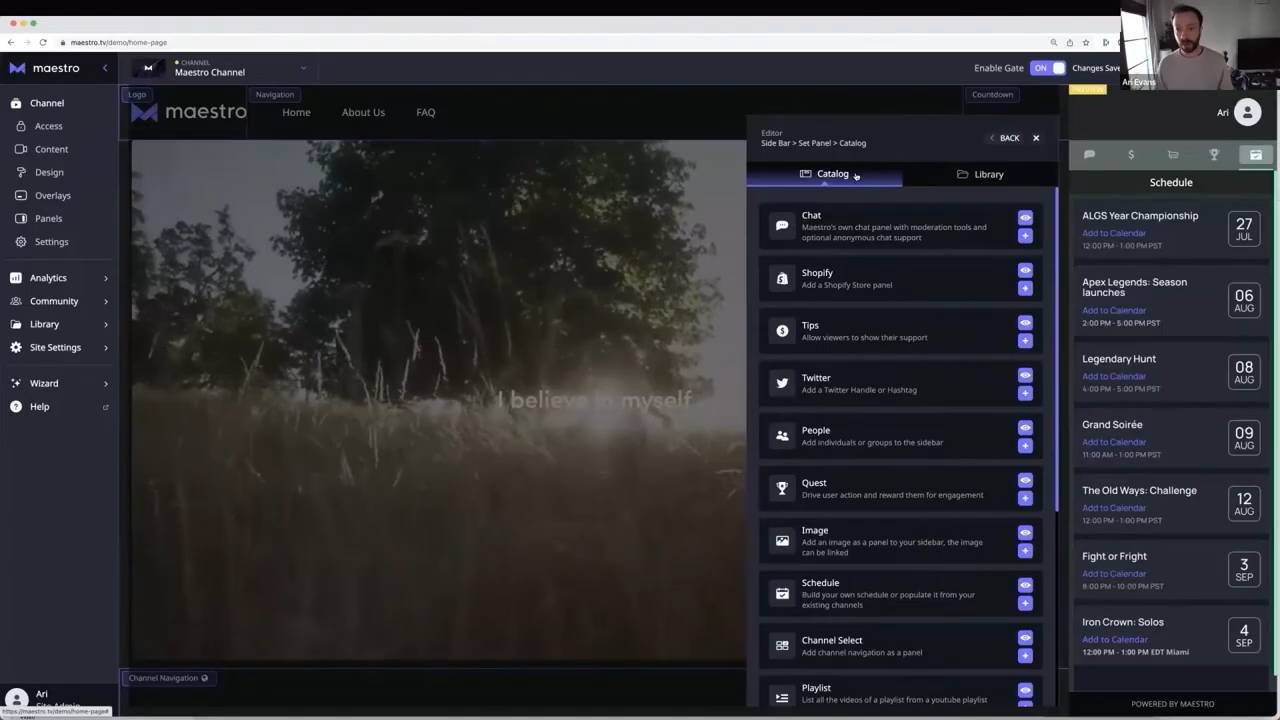 maestro.tv/demo/home-page
maestro
CHANNEL
Maestro Channel
Enable Gate
ON
Changes Save
Ari Evans
Channel
Access
Content
Design
Overlays
Panels
Settings
Analytics
Community
Library
Site Settings
Wizard
Help
Ari
https://maestro.tv/demo/home-page#
Logo
Navigation
Countdown
maestro
Home
About Us
FAQ
I believe in myself
Channel Navigation
Editor
Side Bar > Set Panel > Catalog
BACK
Catalog
Library
Chat
Maestro's own chat panel with moderation tools and
optional anonymous chat support
Shopify
Add a Shopify Store panel
Tips
Allow viewers to show their support
Twitter
Add a Twitter Handle or Hashtag
People
Add individuals or groups to the sidebar
Quest
Drive user action and reward them for engagement
Image
Add an image as a panel to your sidebar, the image
can be linked
Schedule
Build your own schedule or populate it from your
existing channels
Channel Select
Add channel navigation as a panel
Playlist
List all the videos of a playlist from a youtube playlist
Ari
Schedule
ALGS Year Championship
Add to Calendar
12:00 PM - 1:00 PM PST
27
JUL
Apex Legends: Season
launches
Add to Calendar
2:00 PM - 5:00 PM PST
06
AUG
Legendary Hunt
Add to Calendar
4:00 PM - 5:00 PM PST
08
AUG
Grand Soirée
Add to Calendar
11:00 AM - 1:00 PM PST
09
AUG
The Old Ways: Challenge
Add to Calendar
12:00 PM - 1:00 PM PST
12
AUG
Fight or Fright
Add to Calendar
8:00 PM - 10:00 PM PST
3
SEP
Iron Crown: Solos
Add to Calendar
12:00 PM - 1:00 PM EDT Miami
4
SEP
POWERED BY MAESTRO